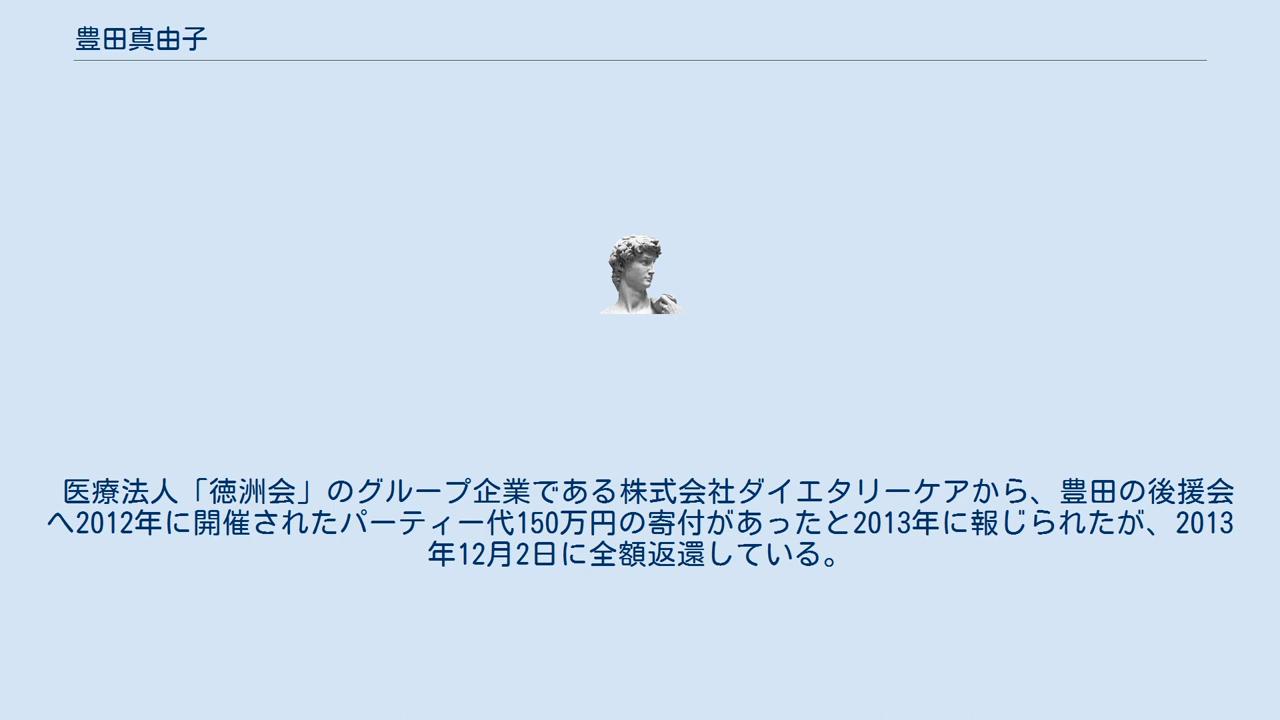 豊田真由子
医療法人「徳洲会」のグループ企業である株式会社ダイエタリーケアから、豊田の後援会
へ2012年に開催されたパーティー代150万円の寄付があったと2013年に報じられたが、2013
年12月2日に全額返還している。